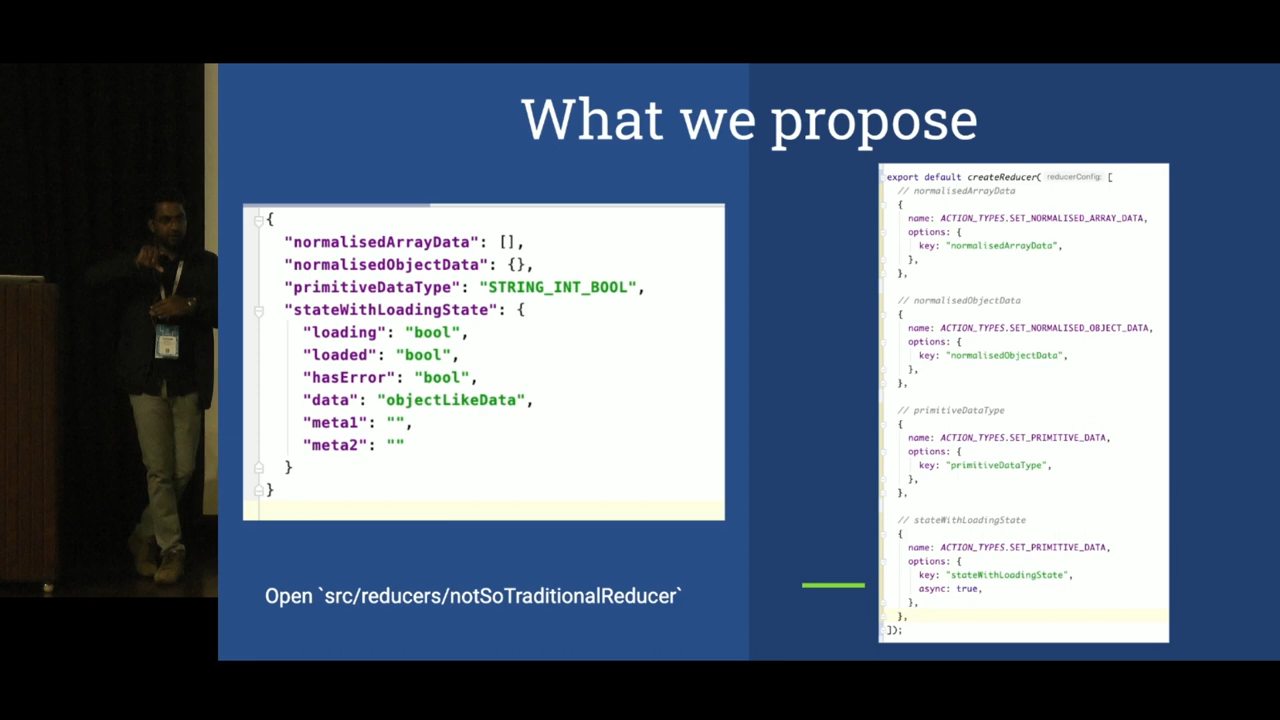 What we propose
{
"normalisedArrayData": [],
"normalisedObjectData": {},
"primitiveDataType": "STRING_INT_BOOL",
"stateWithLoadingState": {
"loading": "bool",
"loaded": "bool",
"hasError": "bool",
"data": "objectLikeData",
"meta1": "",
"meta2": ""
}
}
Open `src/reducers/notSoTraditionalReducer`
export default createReducer( reducerConfig: [
// normalisedArrayData
{
name: ACTION_TYPES.SET_NORMALISED_ARRAY_DATA,
options: {
key: "normalisedArrayData",
},
},
// normalisedObjectData
{
name: ACTION_TYPES.SET_NORMALISED_OBJECT_DATA,
options: {
key: "normalisedObjectData",
},
},
// primitiveDataType
{
name: ACTION_TYPES.SET_PRIMITIVE_DATA,
options: {
key: "primitiveDataType",
},
},
// stateWithLoadingState
{
name: ACTION_TYPES.SET_PRIMITIVE_DATA,
options: {
key: "stateWithLoadingState",
async: true,
},
},
]);